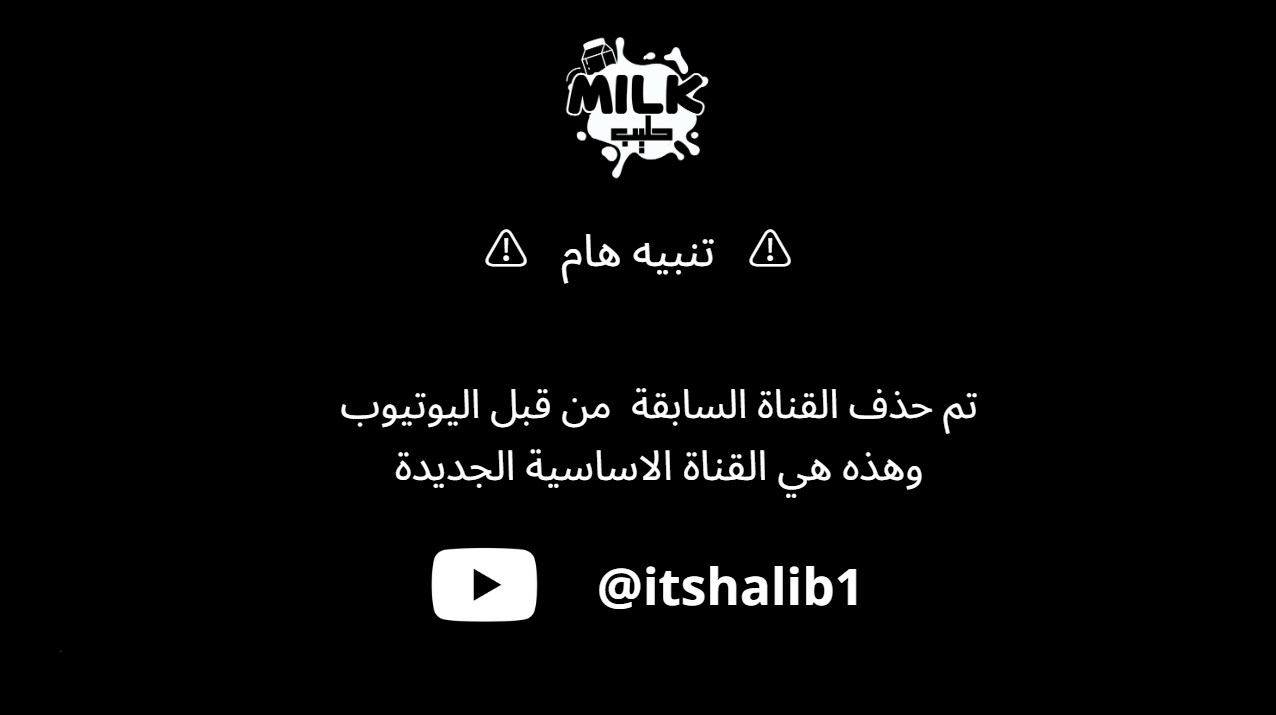 MILK
حليب
تنبيه هام
تم حذف القناة السابقة من قبل اليوتيوب
وهذه هي القناة الاساسية الجديدة
@itshalib1